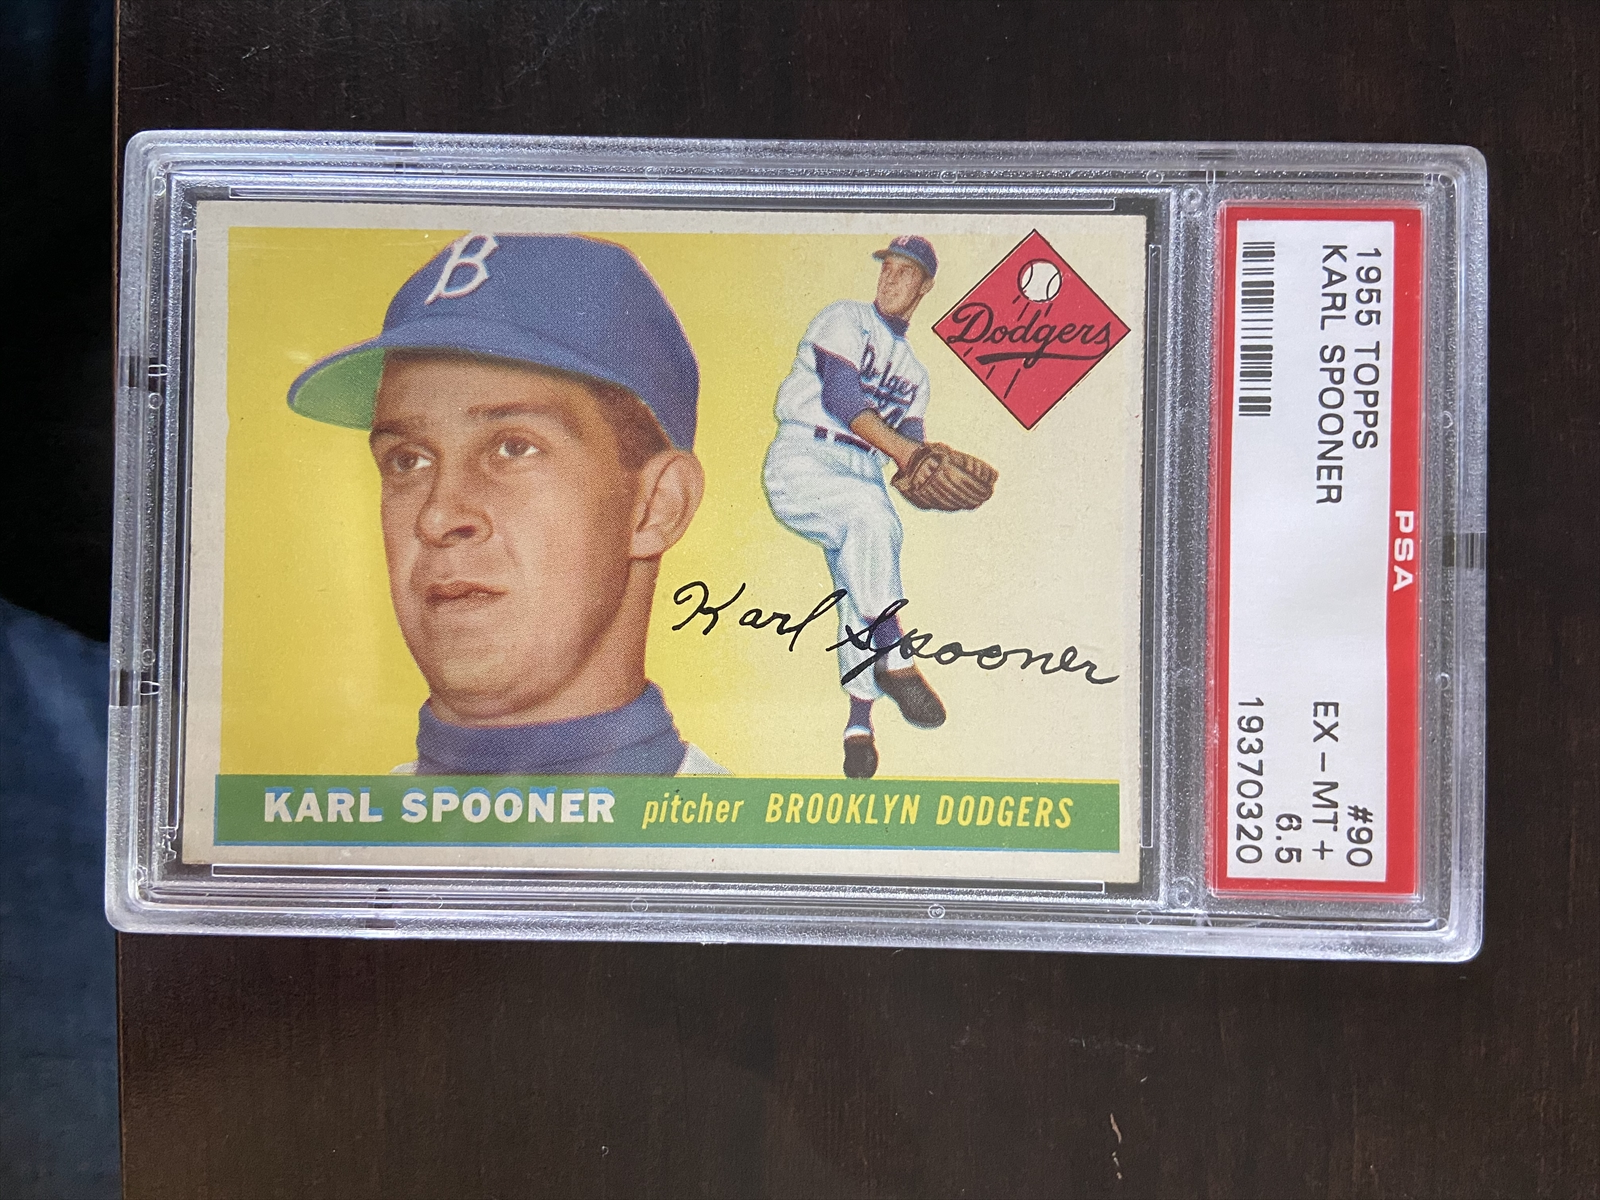 B
Dodgers
Dodgers
Karl Spooner
KARL SPOONER pitcher BROOKLYN DODGERS
PSA
1955 TOPPS #90
KARL SPOONER EX-MT+
6.5
19370320